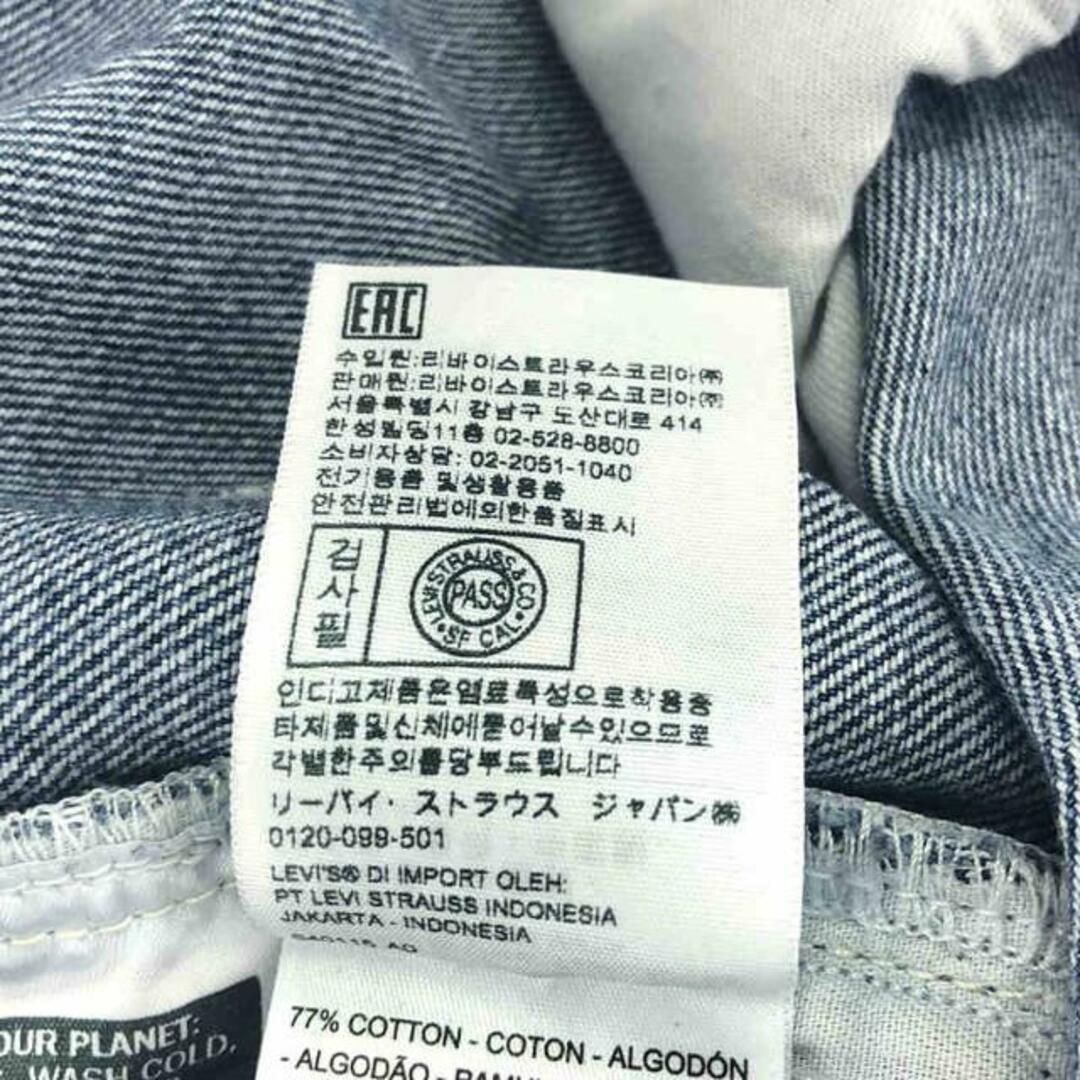 EAC
수입원:리바이스트라우스코리아㈜
판매원:리바이스트라우스코리아㈜
서울특별시 강남구 도산대로 414
한성빌딩11층 02-528-8800
소비자상담: 02-2051-1040
전기용품 및생활용품
안전관리법에의한품질표시
검사필
LEVI STRAUSS & CO.
PASS
SF CAL
인디고제품은염료특성으로착용중
타제품및신체에묻어날수있으므로
각별한주의를당부드립니다
リーバイ・ストラウス ジャパン㈱
0120-099-501
LEVI'S® DI IMPORT OLEH:
PT LEVI STRAUSS INDONESIA
JAKARTA - INDONESIA
77% COTTON - COTON - ALGODÓN
- ALGODÃO -
OUR PLANET:
WASH COLD,